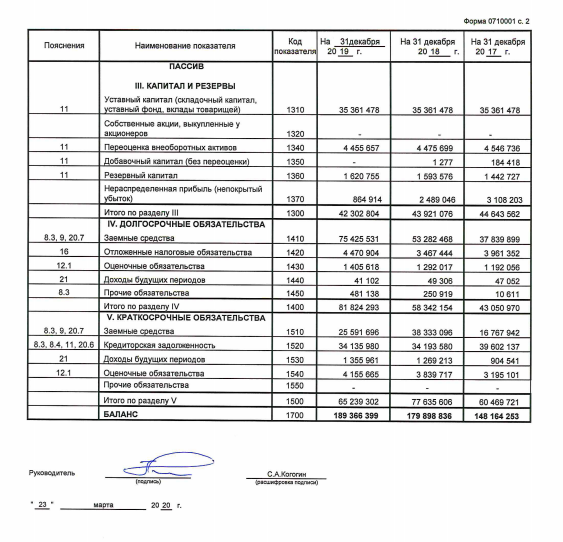 Форма 0710001 с. 2
Пояснения Наименование показателя Код показателя На 31декабря 20 19 г. На 31 декабря 20 18 г. На 31 декабря 20 17 г.
ПАССИВ
III. КАПИТАЛ И РЕЗЕРВЫ
11 Уставный капитал (складочный капитал, уставный фонд, вклады товарищей) 1310 35 361 478 35 361 478 35 361 478
Собственные акции, выкупленные у акционеров 1320 - - -
11 Переоценка внеоборотных активов 1340 4 455 657 4 475 699 4 546 736
11 Добавочный капитал (без переоценки) 1350 - 1 277 184 418
11 Резервный капитал 1360 1 620 755 1 593 576 1 442 727
Нераспределенная прибыль (непокрытый убыток) 1370 864 914 2 489 046 3 108 203
Итого по разделу III 1300 42 302 804 43 921 076 44 643 562
IV. ДОЛГОСРОЧНЫЕ ОБЯЗАТЕЛЬСТВА
8.3, 9, 20.7 Заемные средства 1410 75 425 531 53 282 468 37 839 899
16 Отложенные налоговые обязательства 1420 4 470 904 3 467 444 3 961 352
12.1 Оценочные обязательства 1430 1 405 618 1 292 017 1 192 056
21 Доходы будущих периодов 1440 41 102 49 306 47 052
8.3 Прочие обязательства 1450 481 138 250 919 10 611
Итого по разделу IV 1400 81 824 293 58 342 154 43 050 970
V. КРАТКОСРОЧНЫЕ ОБЯЗАТЕЛЬСТВА
8.3, 9, 20.7 Заемные средства 1510 25 591 696 38 333 096 16 767 942
8.3, 8.4, 11, 20.6 Кредиторская задолженность 1520 34 135 980 34 193 580 39 602 137
21 Доходы будущих периодов 1530 1 355 961 1 269 213 904 541
12.1 Оценочные обязательства 1540 4 155 665 3 839 717 3 195 101
Прочие обязательства 1550 - - -
Итого по разделу V 1500 65 239 302 77 635 606 60 469 721
БАЛАНС 1700 189 366 399 179 898 836 148 164 253
Руководитель С.А.Когогин
(подпись) (расшифровка подписи)
" 23 " марта 20 20 г.